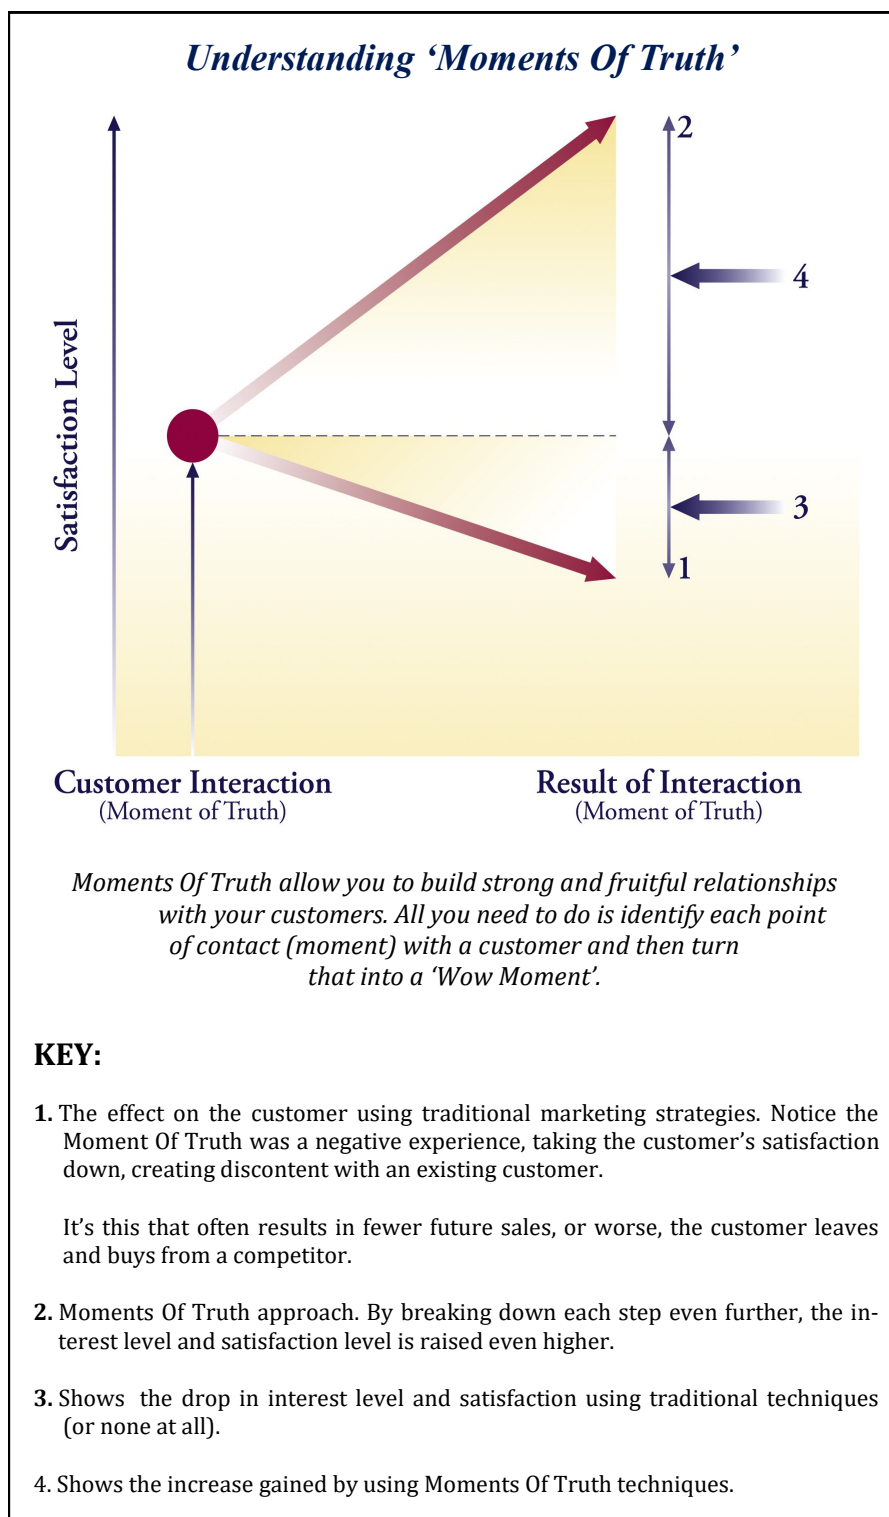 Understanding ‘Moments Of Truth’
2
4
Satisfaction Level
3
1
Customer Interaction
(Moment of Truth)
Result of Interaction
(Moment of Truth)
Moments Of Truth allow you to build strong and fruitful relationships
with your customers. All you need to do is identify each point
of contact (moment) with a customer and then turn
that into a ‘Wow Moment’.
KEY:
1. The effect on the customer using traditional marketing strategies. Notice the
Moment Of Truth was a negative experience, taking the customer’s satisfaction
down, creating discontent with an existing customer.
It’s this that often results in fewer future sales, or worse, the customer leaves
and buys from a competitor.
2. Moments Of Truth approach. By breaking down each step even further, the in-
terest level and satisfaction level is raised even higher.
3. Shows the drop in interest level and satisfaction using traditional techniques
(or none at all).
4. Shows the increase gained by using Moments Of Truth techniques.